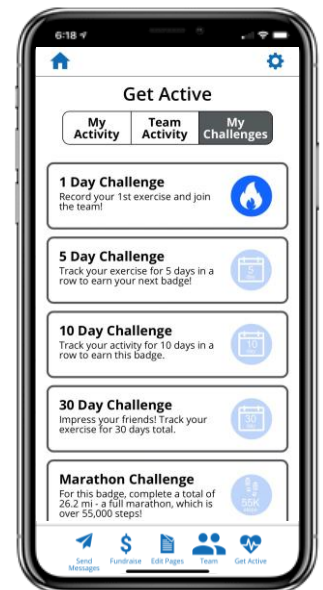 6:18
Get Active
My Activity
Team Activity
My Challenges
1 Day Challenge
Record your 1st exercise and join
the team!
5 Day Challenge
Track your exercise for 5 days in a
row to earn your next badge!
5
10 Day Challenge
Track your activity for 10 days in a
row to earn this badge.
10
30 Day Challenge
Impress your friends! Track your
exercise for 30 days total.
30
Marathon Challenge
For this badge, complete a total of
26.2 mi - a full marathon, which is
over 55,000 steps!
55K
Send
Messages
Fundraise
Edit Pages
Team
Get Active